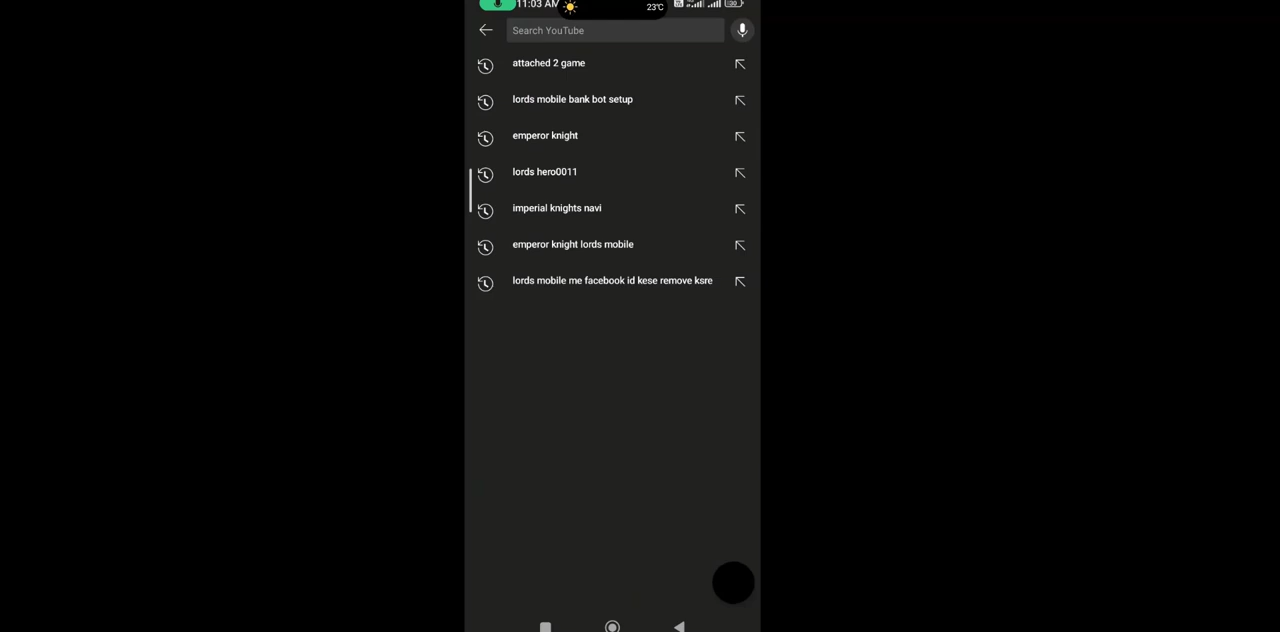 11:03 AM
23°C
Search YouTube
attached 2 game
lords mobile bank bot setup
emperor knight
lords hero0011
imperial knights navi
emperor knight lords mobile
lords mobile me facebook id kese remove ksre